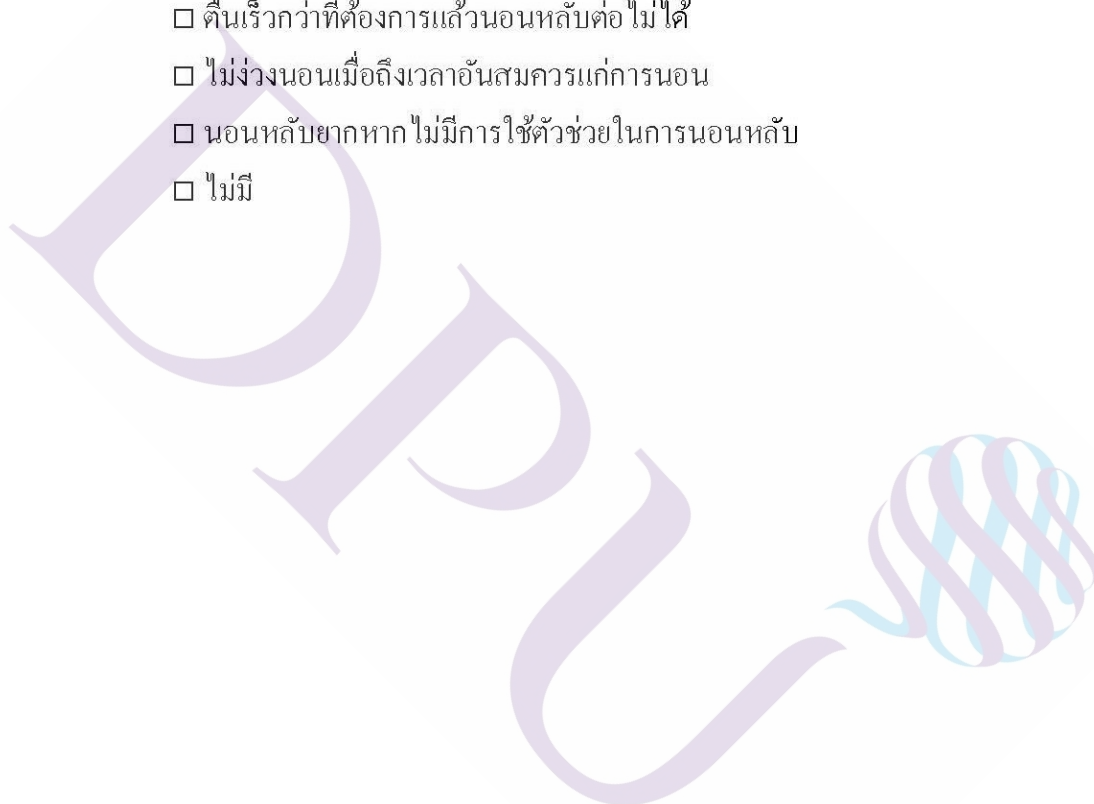 □ ตื่นเร็วกว่าที่ต้องการแล้วนอนหลับต่อไม่ได้
□ ไม่ง่วงนอนเมื่อถึงเวลาอันสมควรแก่การนอน
□ นอนหลับยากหากไม่มีการใช้ตัวช่วยในการนอนหลับ
□ ไม่มี
DPU